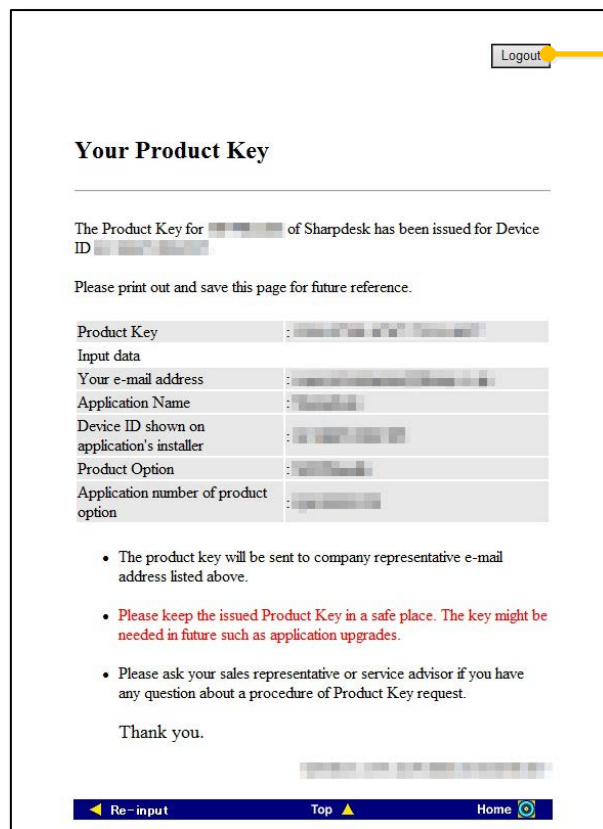 Logout
Your Product Key
The Product Key for of Sharpdesk has been issued for Device
ID
Please print out and save this page for future reference.
Product Key :
Input data
Your e-mail address :
Application Name :
Device ID shown on
application's installer :
Product Option :
Application number of product
option :
• The product key will be sent to company representative e-mail
address listed above.
• Please keep the issued Product Key in a safe place. The key might be
needed in future such as application upgrades.
• Please ask your sales representative or service advisor if you have
any question about a procedure of Product Key request.
Thank you.
Re-input Top Home